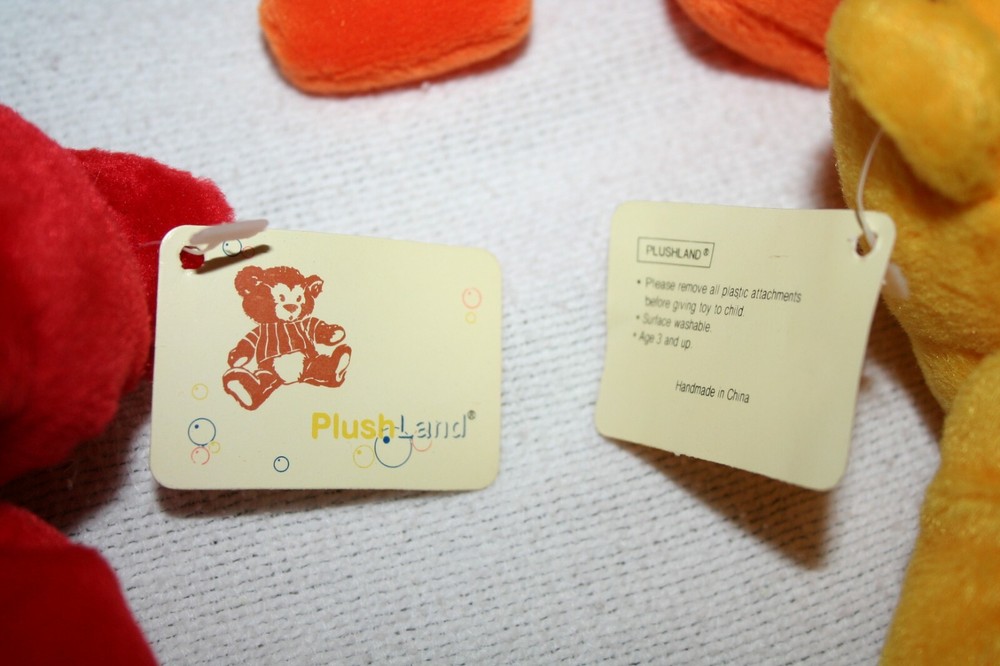 PlushLand®
PLUSHLAND®
• Please remove all plastic attachments
before giving toy to child.
• Surface washable.
• Age 3 and up.
Handmade in China